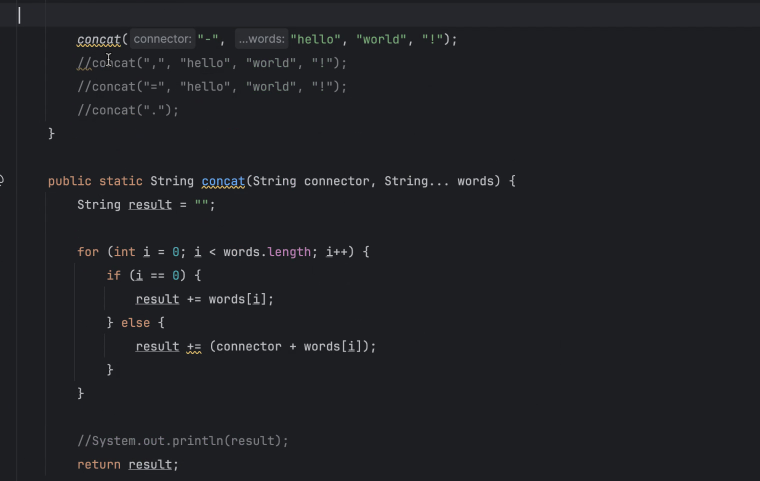 concat( connector: "-", ...words: "hello", "world", "!");
//concat(",", "hello", "world", "!");
//concat("=", "hello", "world", "!");
//concat(".");
}
public static String concat(String connector, String... words) {
String result = "";
for (int i = 0; i < words.length; i++) {
if (i == 0) {
result += words[i];
} else {
result += (connector + words[i]);
}
}
//System.out.println(result);
return result;